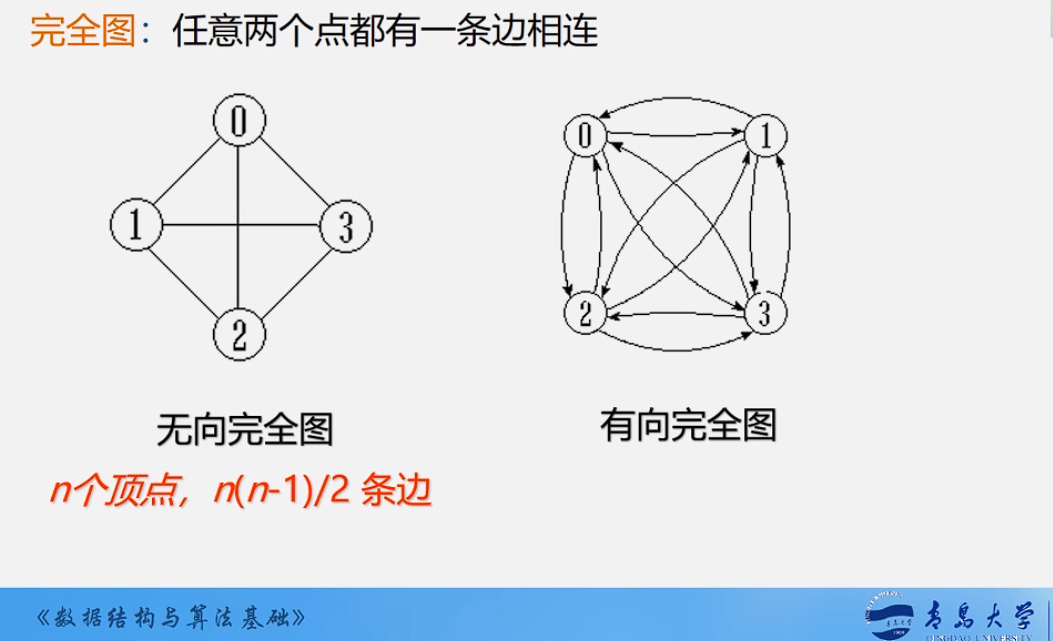 完全图：任意两个点都有一条边相连
0
1
3
2
0
1
2
3
无向完全图
有向完全图
n个顶点，n(n-1)/2 条边
《数据结构与算法基础》
青岛大学
QINGDAO UNIVERSITY